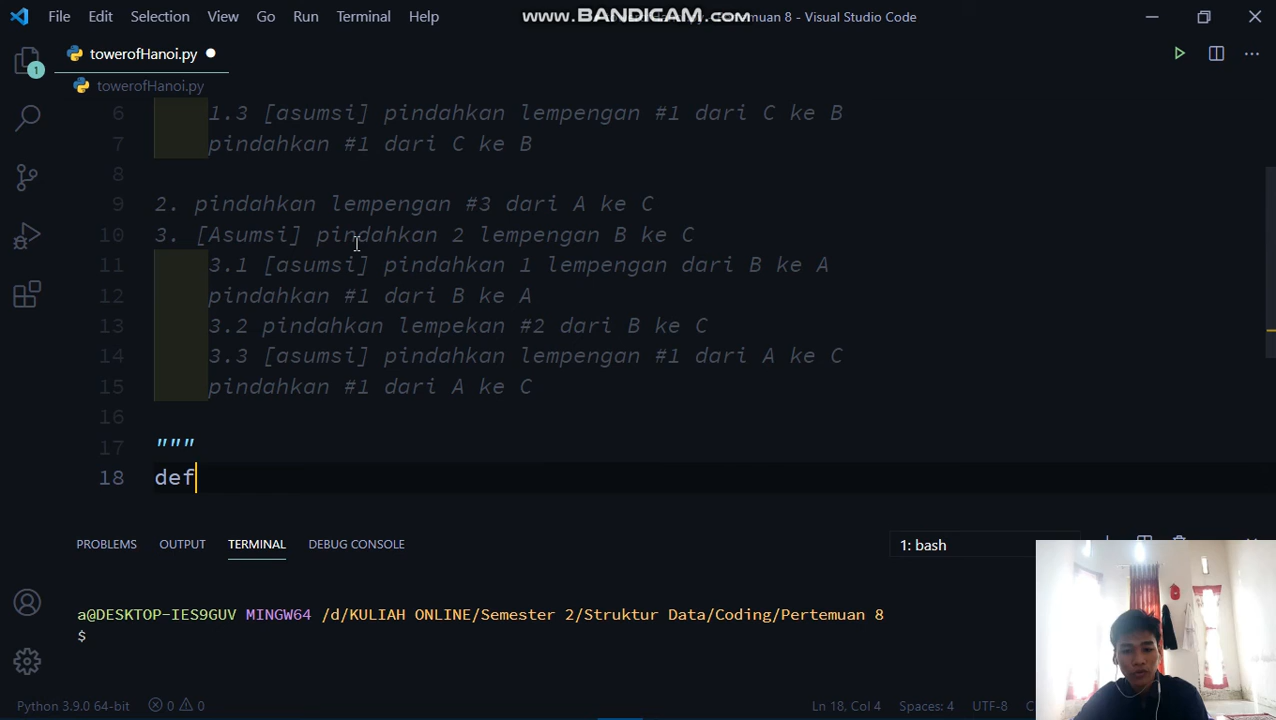 File Edit Selection View Go Run Terminal Help www.BANDICAM.com muan 8 - Visual Studio Code
towerofHanoi.py
1
towerofHanoi.py
6 1.3 [asumsi] pindahkan lempengan #1 dari C ke B
7 pindahkan #1 dari C ke B
8
9 2. pindahkan lempengan #3 dari A ke C
10 3. [Asumsi] pindahkan 2 lempengan B ke C
11 3.1 [asumsi] pindahkan 1 lempengan dari B ke A
12 pindahkan #1 dari B ke A
13 3.2 pindahkan lempekan #2 dari B ke C
14 3.3 [asumsi] pindahkan lempengan #1 dari A ke C
15 pindahkan #1 dari A ke C
16
17 """
18 def
PROBLEMS OUTPUT TERMINAL DEBUG CONSOLE 1: bash
a@DESKTOP-IES9GUV MINGW64 /d/KULIAH ONLINE/Semester 2/Struktur Data/Coding/Pertemuan 8
$
Python 3.9.0 64-bit 0 0 Ln 18, Col 4 Spaces: 4 UTF-8